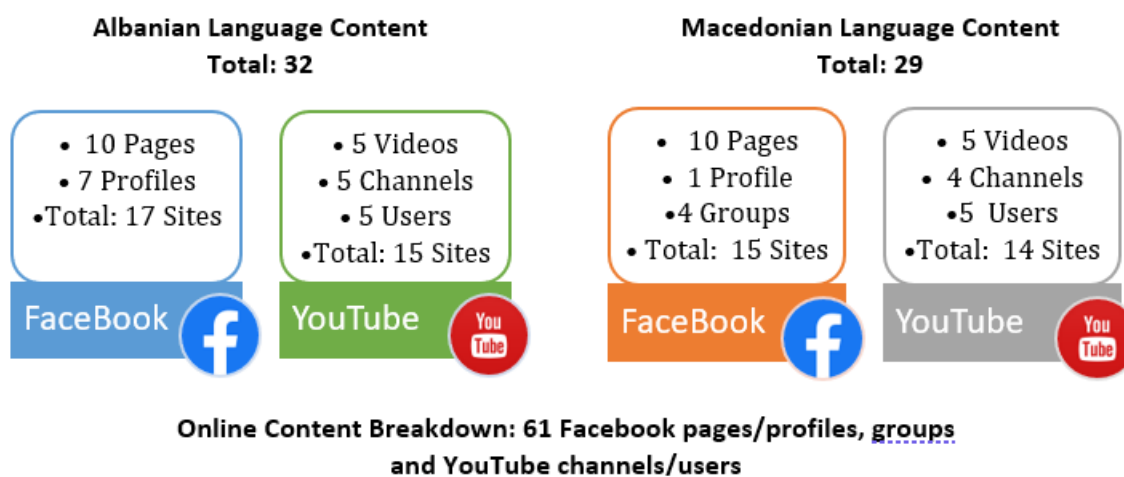 Albanian Language Content
Total: 32
• 10 Pages
• 7 Profiles
•Total: 17 Sites
FaceBook
• 5 Videos
• 5 Channels
• 5 Users
•Total: 15 Sites
YouTube
You
Tube
Macedonian Language Content
Total: 29
• 10 Pages
• 1 Profile
•4 Groups
• Total: 15 Sites
FaceBook
• 5 Videos
• 4 Channels
•5 Users
•Total: 14 Sites
YouTube
You
Tube
Online Content Breakdown: 61 Facebook pages/profiles, groups
and YouTube channels/users